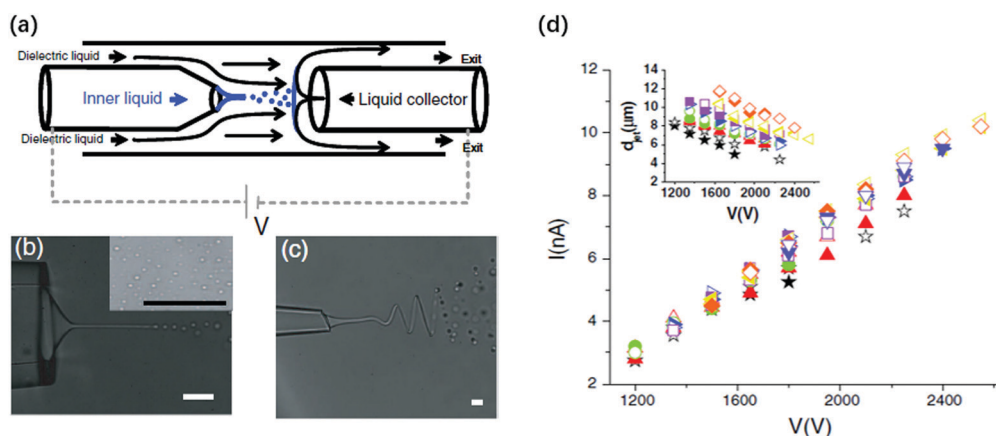 (a)
Dielectric liquid
Exit
Inner liquid
Liquid collector
Dielectric liquid
Exit
V
(b)
(c)
(d)
12
10
8
6
4
2
I(nA)
1200
1600
2000
2400
V(V)
14
12
10
8
6
4
2
d jet (μm)
1200
1600
2000
2400
V(V)